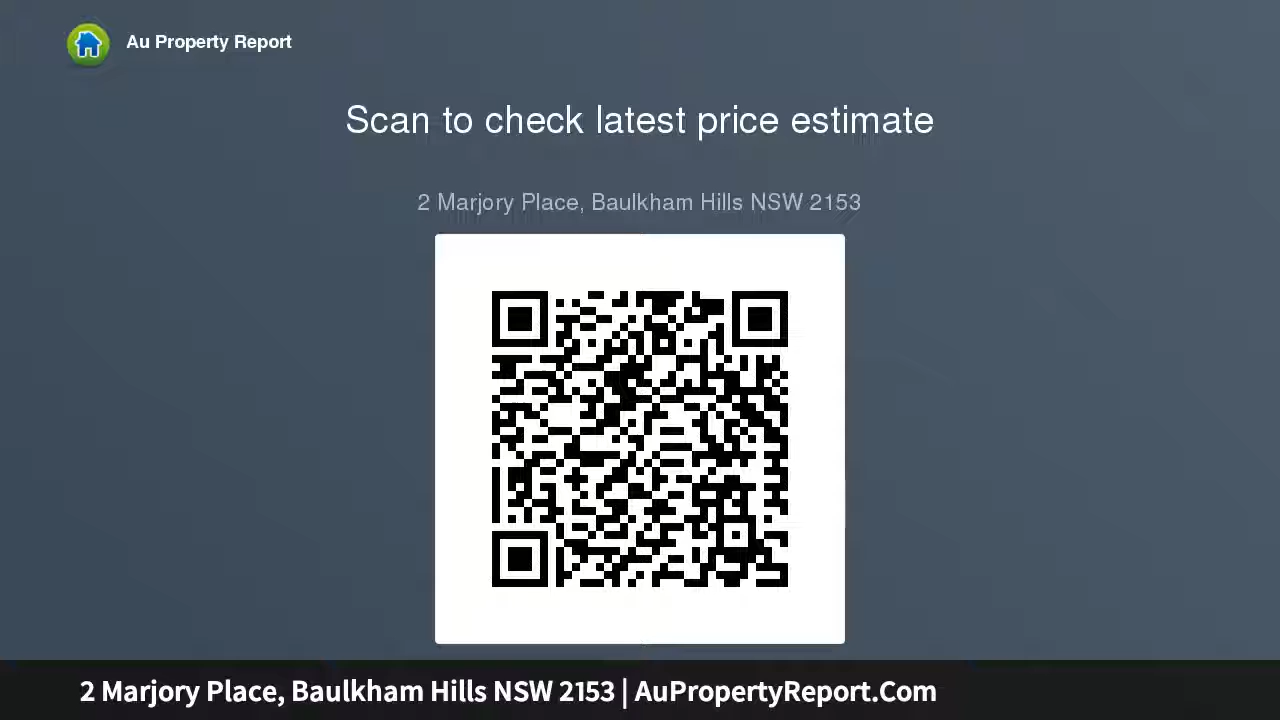 Au Property Report
Scan to check latest price estimate
2 Marjory Place, Baulkham Hills NSW 2153
2 Marjory Place, Baulkham Hills NSW 2153 | AuPropertyReport.Com